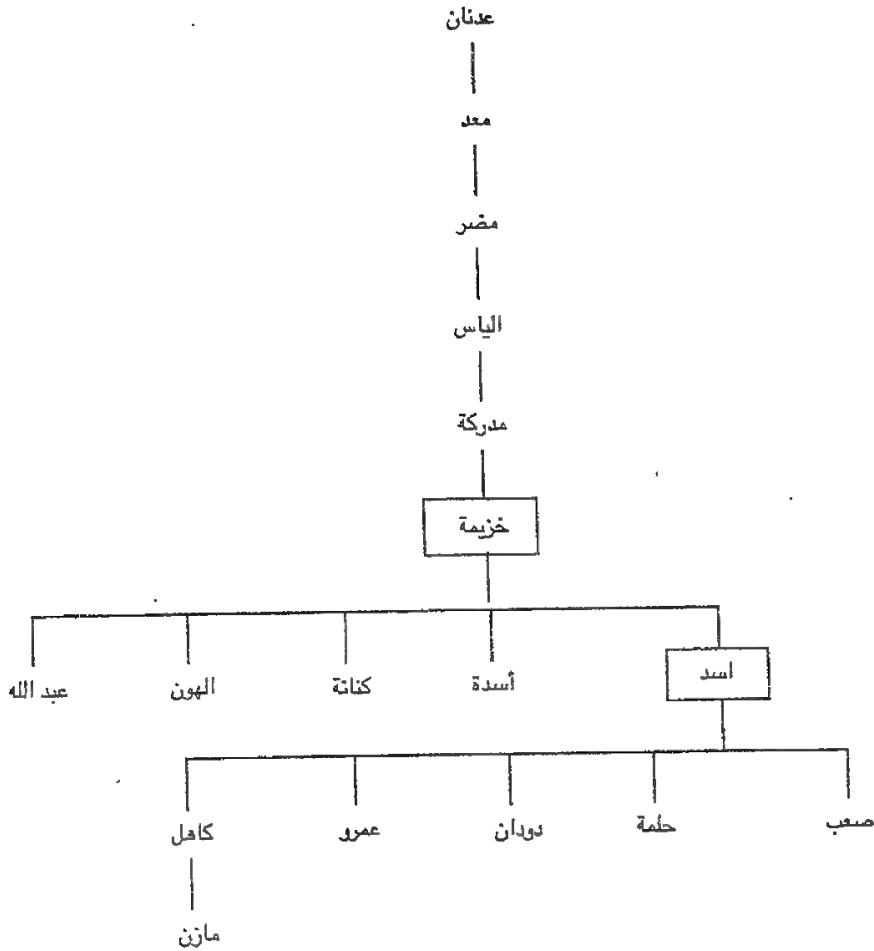 عدنان
معد
مضر
الياس
مدركة
خزيمة
اسد أسدة كنانة الهون عبد الله
صعب حلمة دودان عمرو كاهل
مازن